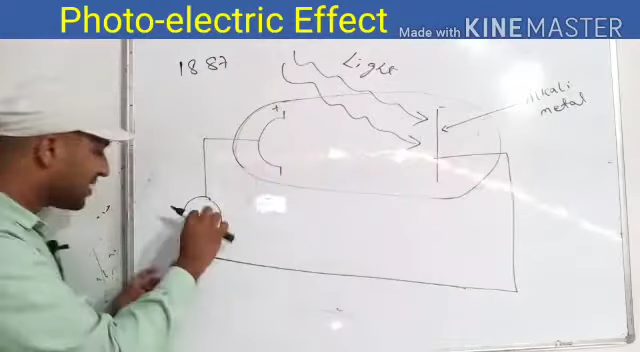 Photo-electric Effect
Made with KINEMASTER
1887
Light
Alkali
metal
+
-